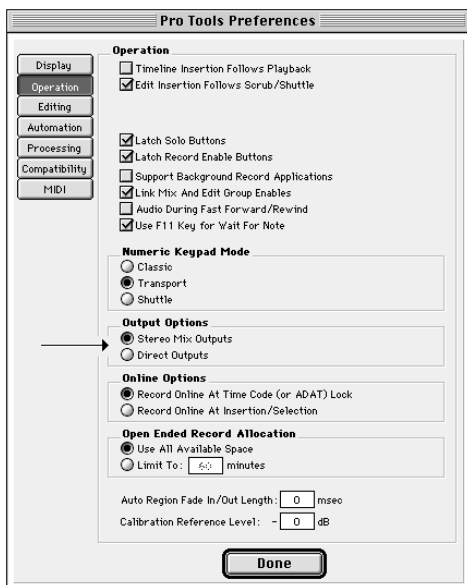 Pro Tools Preferences
Display
Operation
Editing
Automation
Processing
Compatibility
MIDI
Operation
Timeline Insertion Follows Playback
Edit Insertion Follows Scrub/Shuttle
Latch Solo Buttons
Latch Record Enable Buttons
Support Background Record Applications
Link Mix And Edit Group Enables
Audio During Fast Forward/Rewind
Use F11 Key for Wait For Note
Numeric Keypad Mode
Classic
Transport
Shuttle
Output Options
Stereo Mix Outputs
Direct Outputs
Online Options
Record Online At Time Code (or ADAT) Lock
Record Online At Insertion/Selection
Open Ended Record Allocation
Use All Available Space
Limit To: 60 minutes
Auto Region Fade In/Out Length: 0 msec
Calibration Reference Level: - 0 dB
Done